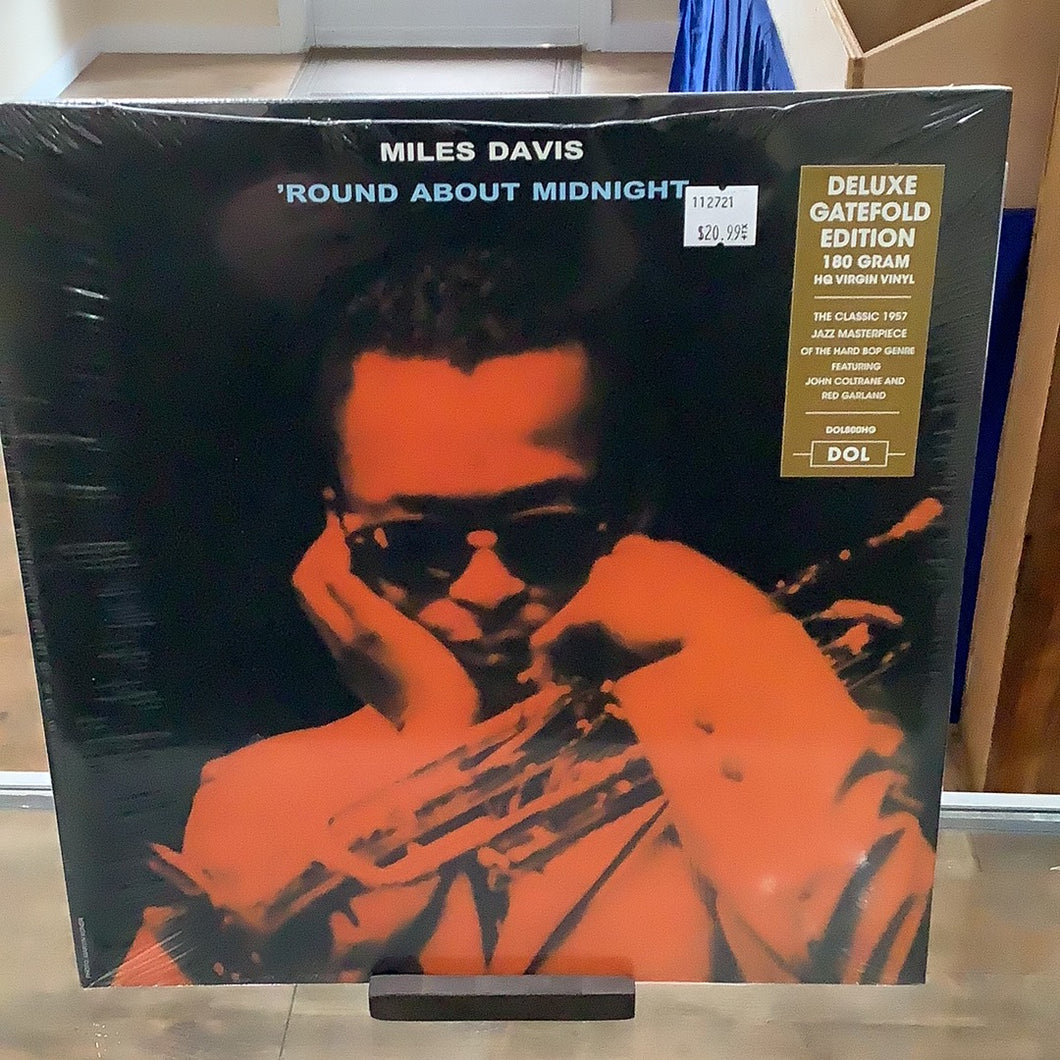 MILES DAVIS
'ROUND ABOUT MIDNIGHT
112721
$20.99
DELUXE
GATEFOLD
EDITION
180 GRAM
HQ VIRGIN VINYL
THE CLASSIC 1957
JAZZ MASTERPIECE
OF THE HARD BOP GENRE
FEATURING
JOHN COLTRANE AND
RED GARLAND
DOL800HG
DOL